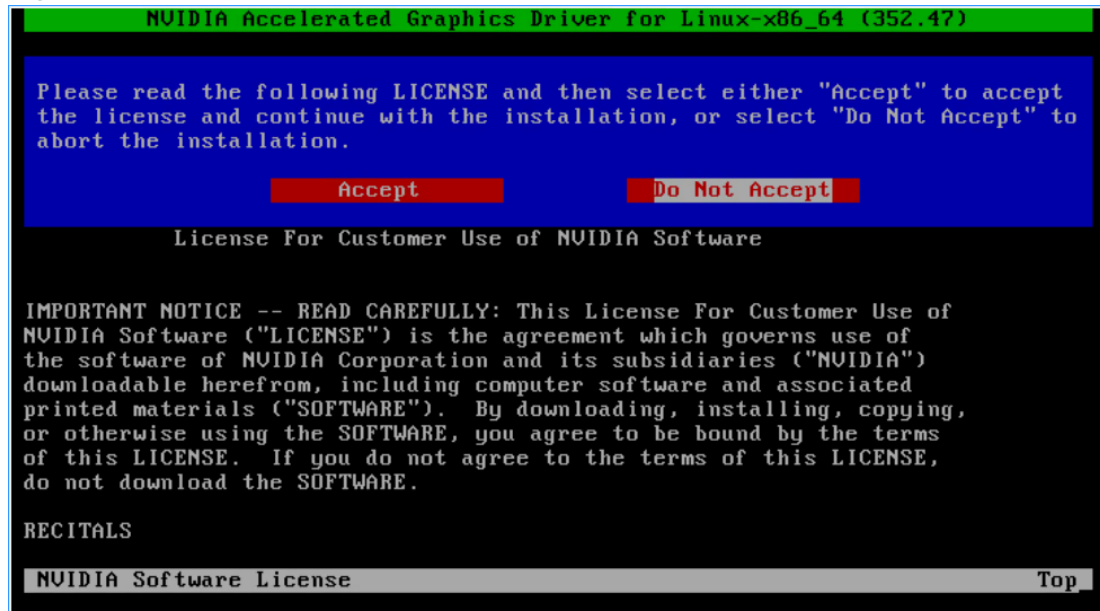 NVIDIA Accelerated Graphics Driver for Linux-x86_64 (352.47)
Please read the following LICENSE and then select either "Accept" to accept
the license and continue with the installation, or select "Do Not Accept" to
abort the installation.
Accept Do Not Accept
License For Customer Use of NVIDIA Software
IMPORTANT NOTICE -- READ CAREFULLY: This License For Customer Use of
NVIDIA Software ("LICENSE") is the agreement which governs use of
the software of NVIDIA Corporation and its subsidiaries ("NVIDIA")
downloadable herefrom, including computer software and associated
printed materials ("SOFTWARE").  By downloading, installing, copying,
or otherwise using the SOFTWARE, you agree to be bound by the terms
of this LICENSE.  If you do not agree to the terms of this LICENSE,
do not download the SOFTWARE.
RECITALS
NVIDIA Software License Top